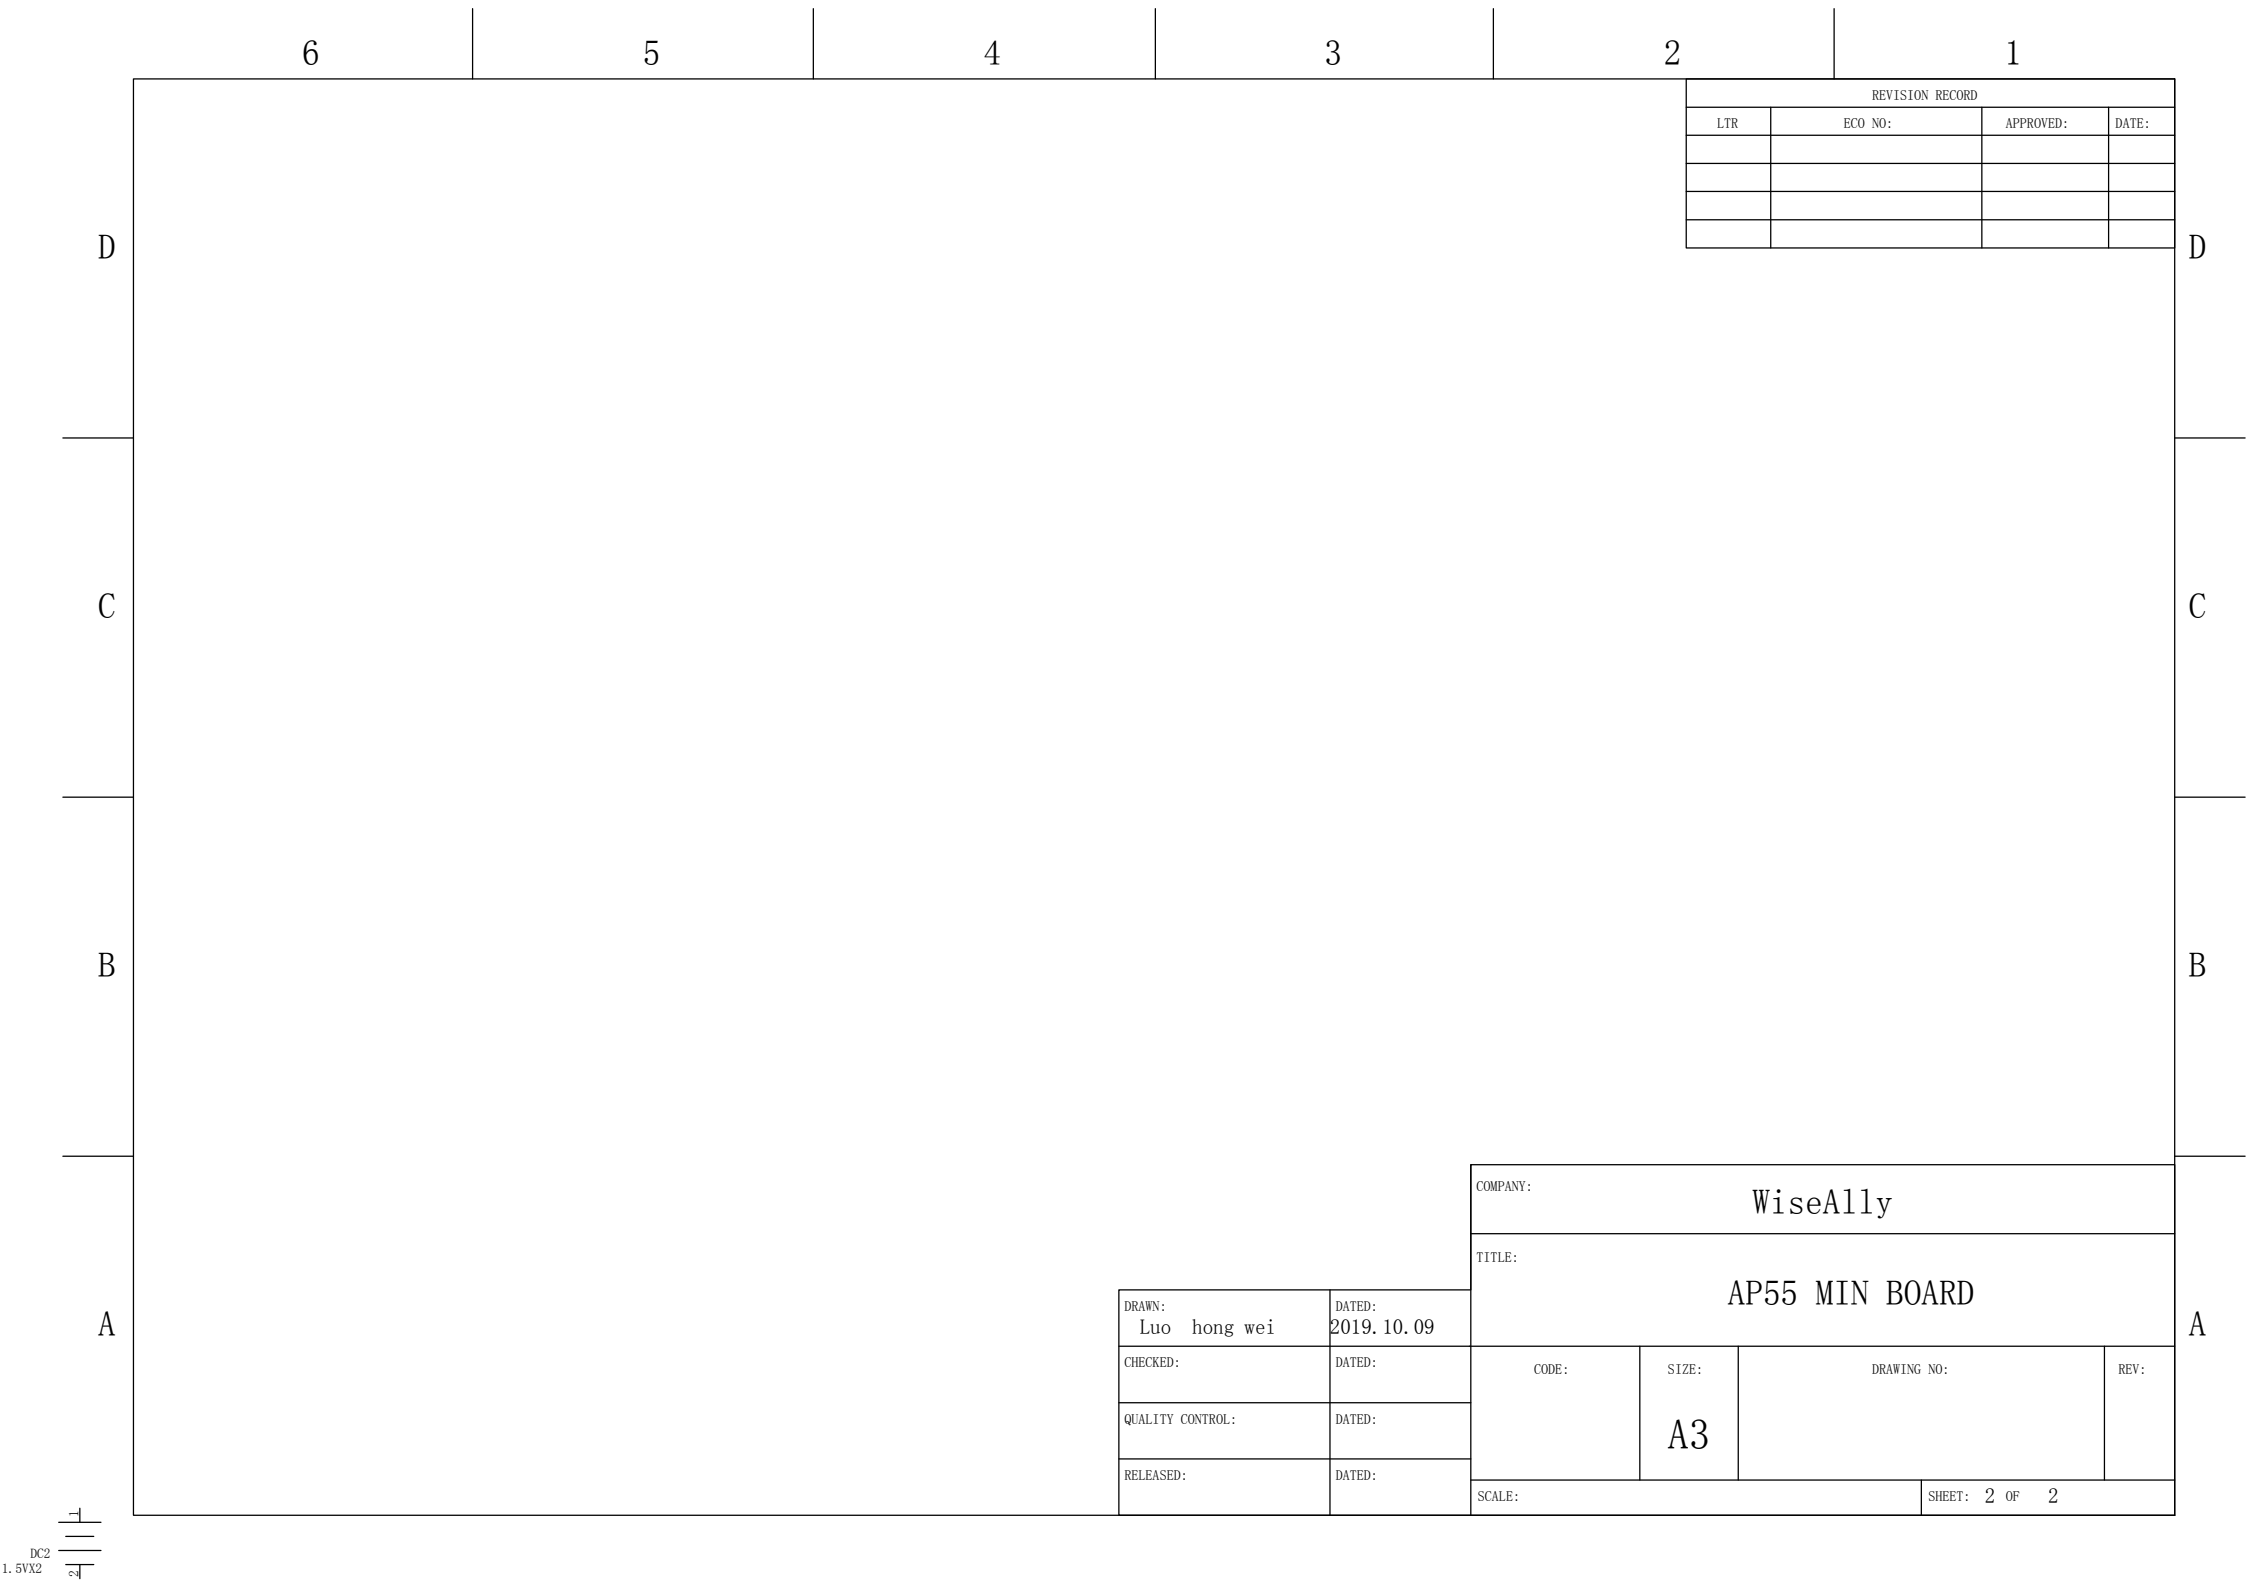 6 5 4 3 2 1
REVISION RECORD
LTR ECO NO: APPROVED: DATE:
D D
C C
B B
COMPANY: WiseAlly
TITLE:
AP55 MIN BOARD
DRAWN: DATED:
Luo hong wei 2019.10.09
A A
CHECKED: DATED:
CODE: SIZE: DRAWING NO: REV:
QUALITY CONTROL: DATED:
A3
RELEASED: DATED:
SCALE: SHEET: 2 OF 2
1
DC2
1.5VX2
2